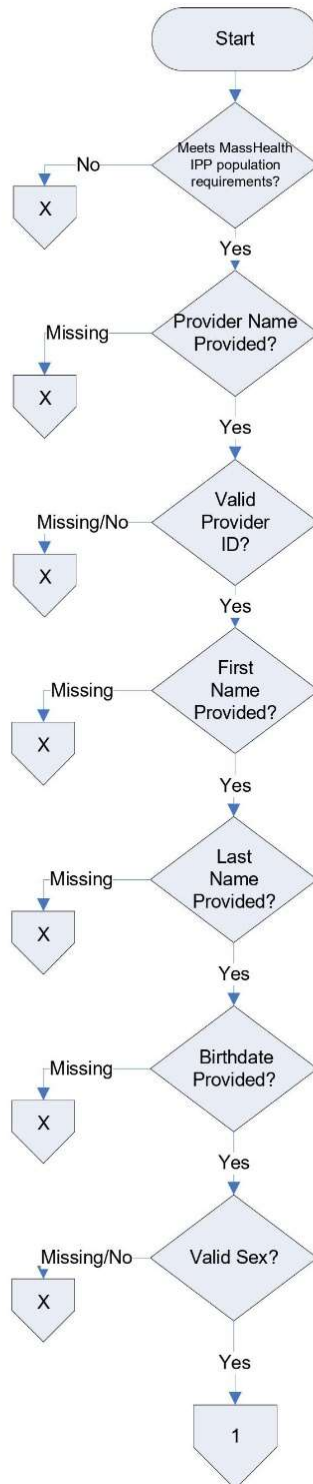 Start
Meets MassHealth
IPP population
requirements?
No
X
Yes
Provider Name
Provided?
Missing
X
Yes
Valid
Provider
ID?
Missing/No
X
Yes
First
Name
Provided?
Missing
X
Yes
Last
Name
Provided?
Missing
X
Yes
Birthdate
Provided?
Missing
X
Yes
Valid Sex?
Missing/No
X
Yes
1